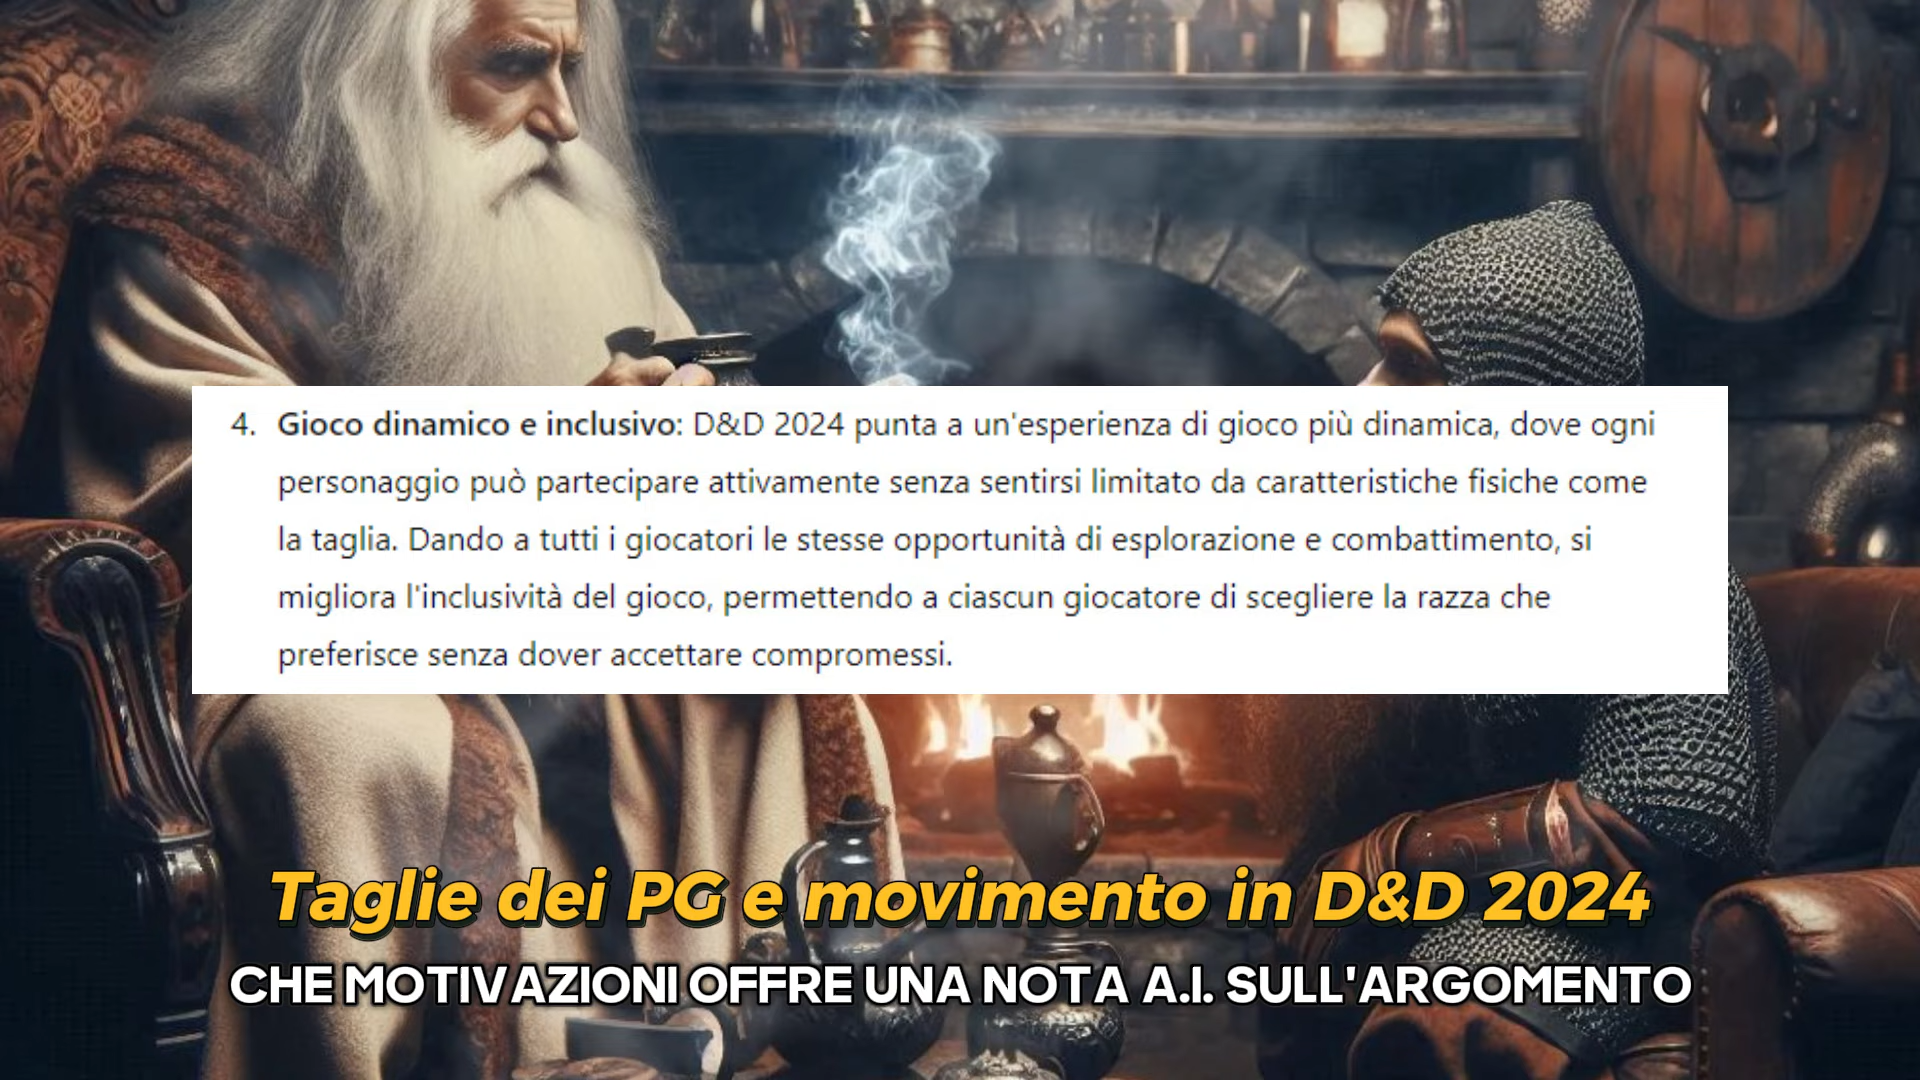 4. Gioco dinamico e inclusivo: D&D 2024 punta a un'esperienza di gioco più dinamica, dove ogni
personaggio può partecipare attivamente senza sentirsi limitato da caratteristiche fisiche come
la taglia. Dando a tutti i giocatori le stesse opportunità di esplorazione e combattimento, si
migliora l'inclusività del gioco, permettendo a ciascun giocatore di scegliere la razza che
preferisce senza dover accettare compromessi.
Taglie dei PG e movimento in D&D 2024
CHE MOTIVAZIONI OFFRE UNA NOTA A.I. SULL'ARGOMENTO